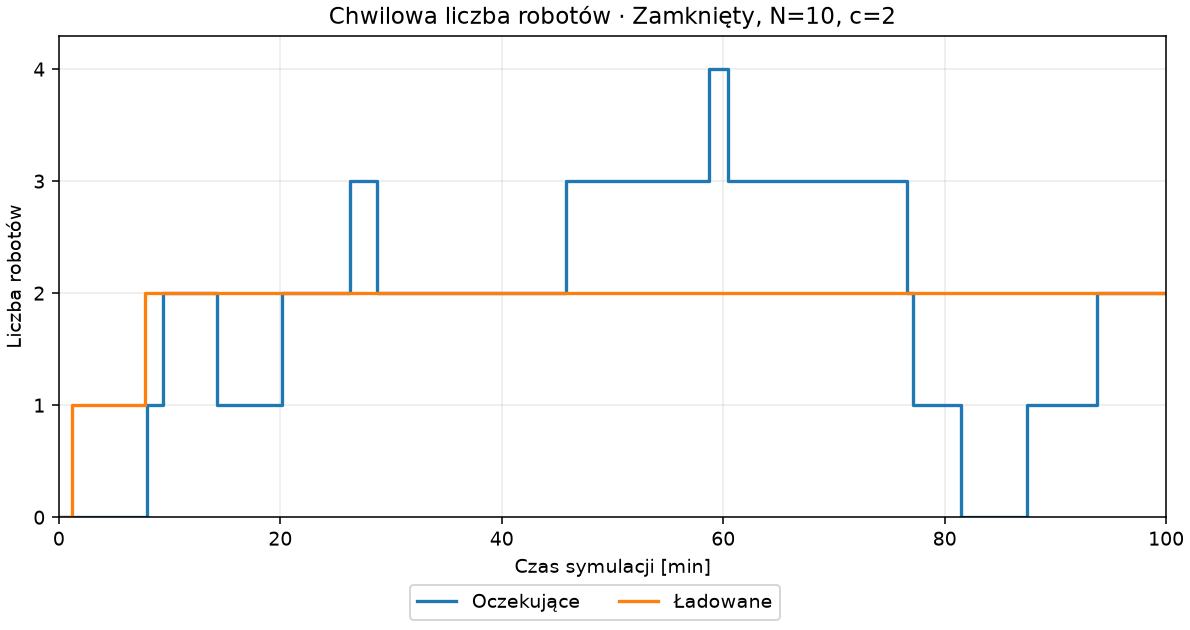 Chwilowa liczba robotów · Zamknięty, N=10, c=2
Liczba robotów
4
3
2
1
0
0 20 40 60 80 100
Czas symulacji [min]
Oczekujące Ładowane